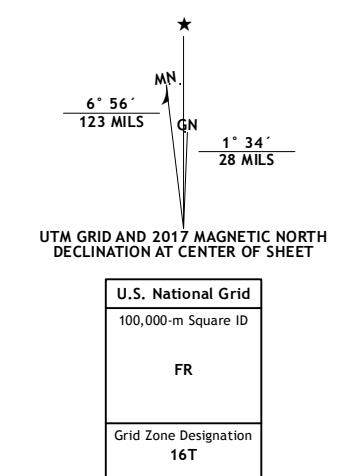 ★
MN
6° 56´
123 MILS
GN
1° 34´
28 MILS
UTM GRID AND 2017 MAGNETIC NORTH
DECLINATION AT CENTER OF SHEET
U.S. National Grid
100,000-m Square ID
FR
Grid Zone Designation
16T